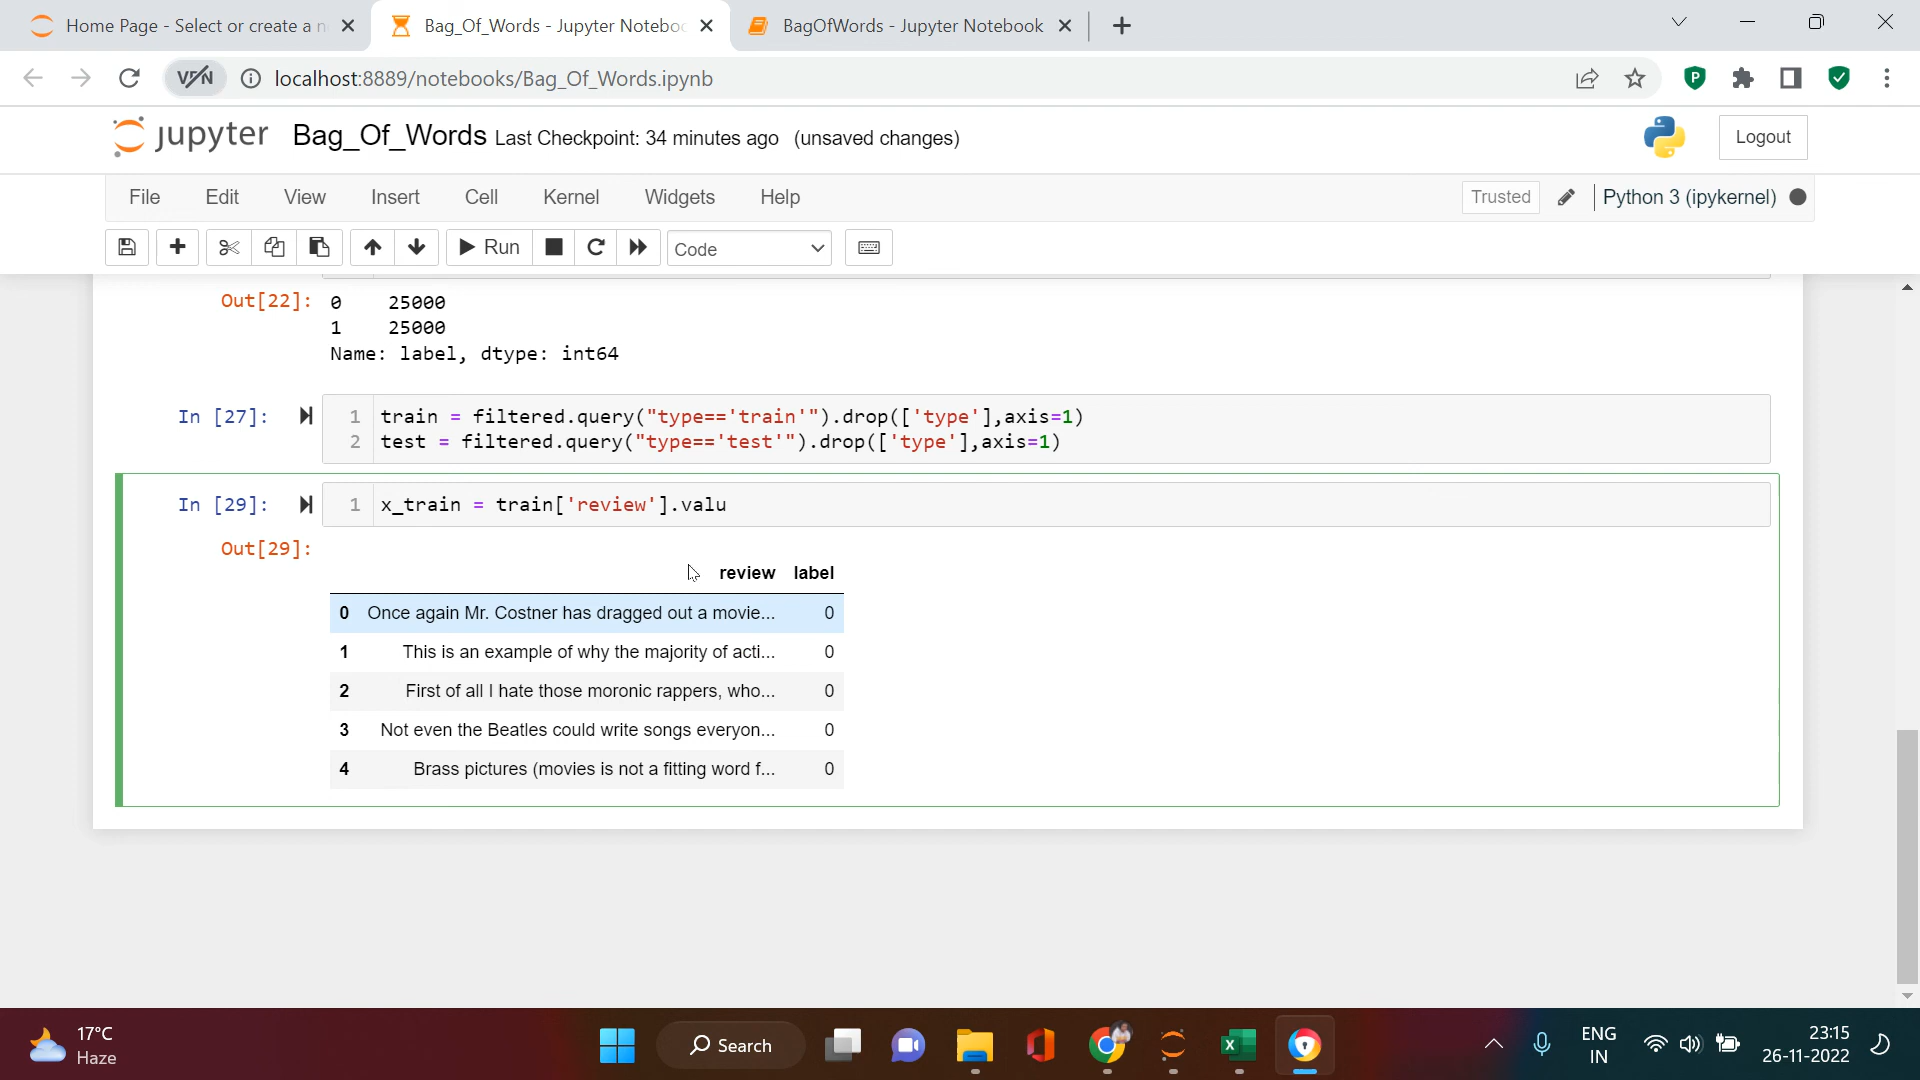 Home Page - Select or create a n
Bag_Of_Words - Jupyter Noteboo
BagOfWords - Jupyter Notebook
VPN
localhost:8889/notebooks/Bag_Of_Words.ipynb
jupyter
Bag_Of_Words Last Checkpoint: 34 minutes ago (unsaved changes)
Logout
File Edit View Insert Cell Kernel Widgets Help
Trusted
Python 3 (ipykernel)
Run
Code
Out[22]: 0 25000
1 25000
Name: label, dtype: int64
In [27]: 1 train = filtered.query("type=='train'").drop(['type'],axis=1)
2 test = filtered.query("type=='test'").drop(['type'],axis=1)
In [29]: 1 x_train = train['review'].valu
Out[29]:
review label
0 Once again Mr. Costner has dragged out a movie... 0
1 This is an example of why the majority of acti... 0
2 First of all I hate those moronic rappers, who... 0
3 Not even the Beatles could write songs everyon... 0
4 Brass pictures (movies is not a fitting word f... 0
17°C
Haze
Search
ENG
IN
23:15
26-11-2022